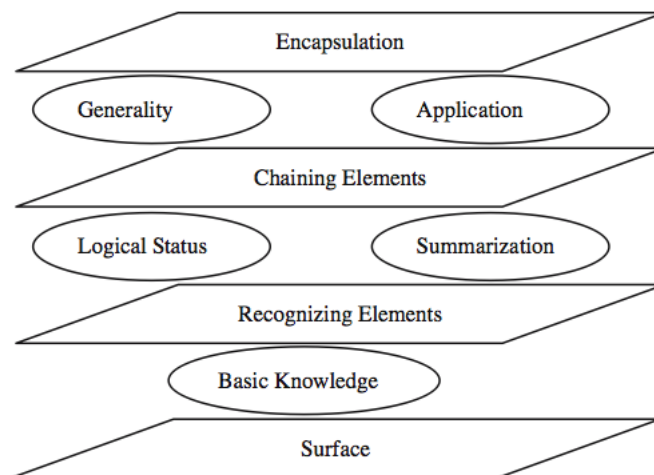 Encapsulation
Generality
Application
Chaining Elements
Logical Status
Summarization
Recognizing Elements
Basic Knowledge
Surface